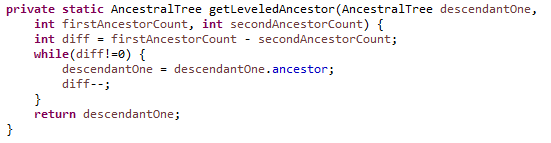 private static AncestralTree getLeveledAncestor(AncestralTree descendantOne,
        int firstAncestorCount, int secondAncestorCount) {
    int diff = firstAncestorCount - secondAncestorCount;
    while(diff!=0) {
        descendantOne = descendantOne.ancestor;
        diff--;
    }
    return descendantOne;
}